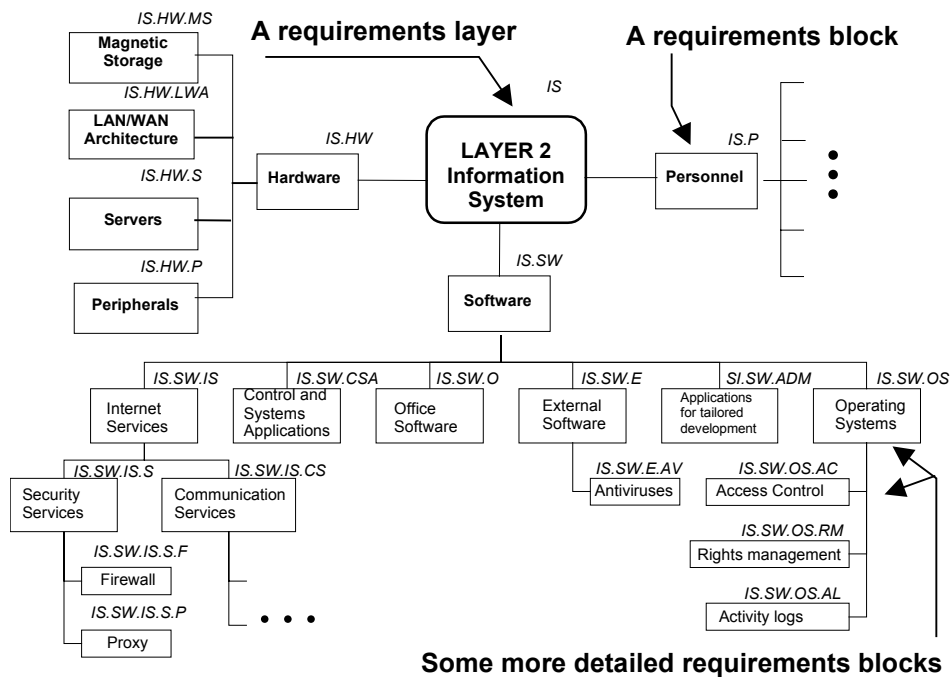 IS.HW.MS
A requirements layer
A requirements block
Magnetic
Storage
IS.HW.LWA
IS
LAN/WAN
Architecture
IS.HW
LAYER 2
Information
System
IS.P
IS.HW.S
Hardware
Personnel
Servers
IS.SW
IS.HW.P
Peripherals
Software
IS.SW.IS
IS.SW.CSA
IS.SW.O
IS.SW.E
SI.SW.ADM
IS.SW.OS
Internet
Services
Control and
Systems
Applications
Office
Software
External
Software
Applications
for tailored
development
Operating
Systems
IS.SW.IS.S
IS.SW.IS.CS
IS.SW.E.AV
IS.SW.OS.AC
Security
Services
Communication
Services
Antiviruses
Access Control
IS.SW.OS.RM
IS.SW.IS.S.F
Rights management
Firewall
IS.SW.IS.S.P
IS.SW.OS.AL
Proxy
Activity logs
Some more detailed requirements blocks